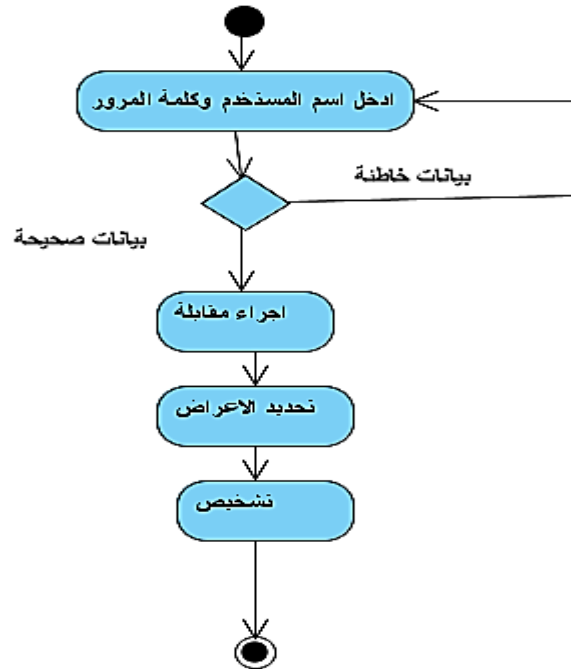 ادخل اسم المستخدم وكلمة المرور
بيانات خاطئة
بيانات صحيحة
اجراء مقابلة
تحديد الاعراض
تشخيص